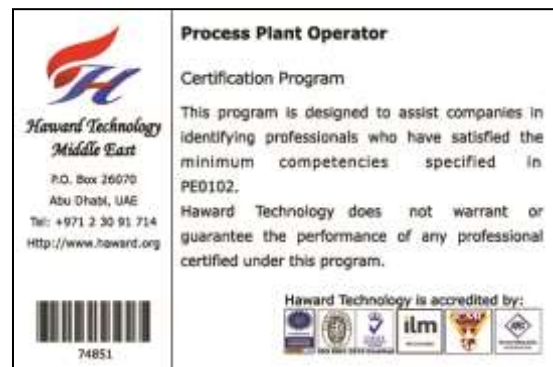 Haward Technology
Middle East
P.O. Box 26070
Abu Dhabi, UAE
Tel: +971 2 30 91 714
Http://www.haward.org
74851
Process Plant Operator
Certification Program
This program is designed to assist companies in
identifying professionals who have satisfied the
minimum competencies specified in
PE0102.
Haward Technology does not warrant or
guarantee the performance of any professional
certified under this program.
Haward Technology is accredited by:
ilm